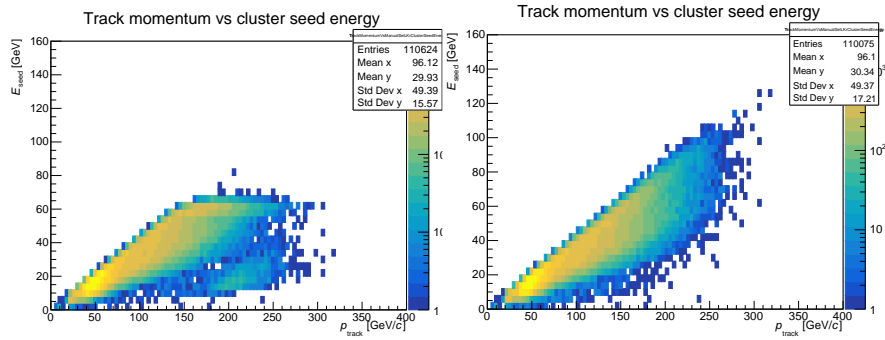 Track momentum vs cluster seed energy
E_seed [GeV]
160
140
120
100
80
60
40
20
0
0 50 100 150 200 250 300 350 400
p_track [GeV/c]
Entries 110624
Mean x 96.12
Mean y 29.93
Std Dev x 49.39
Std Dev y 15.57
1
Track momentum vs cluster seed energy
E_seed [GeV]
160
140
120
100
80
60
40
20
0
0 50 100 150 200 250 300 350 400
p_track [GeV/c]
Entries 110075
Mean x 96.1
Mean y 30.34
Std Dev x 49.37
Std Dev y 17.21
10²
10
1